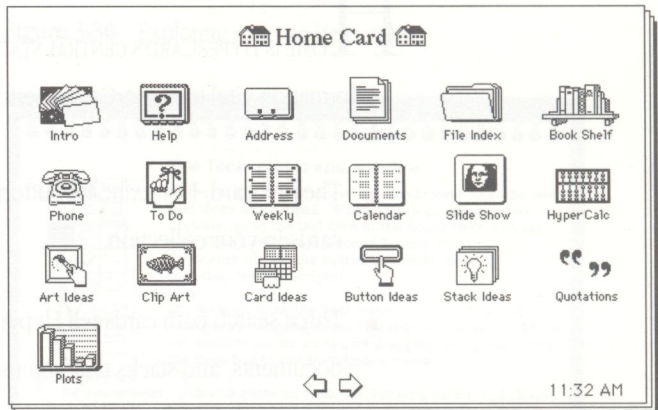 Home Card
Intro Help Address Documents File Index Book Shelf
Phone To Do Weekly Calendar Slide Show HyperCalc
Art Ideas Clip Art Card Ideas Button Ideas Stack Ideas Quotations
Plots
11:32 AM